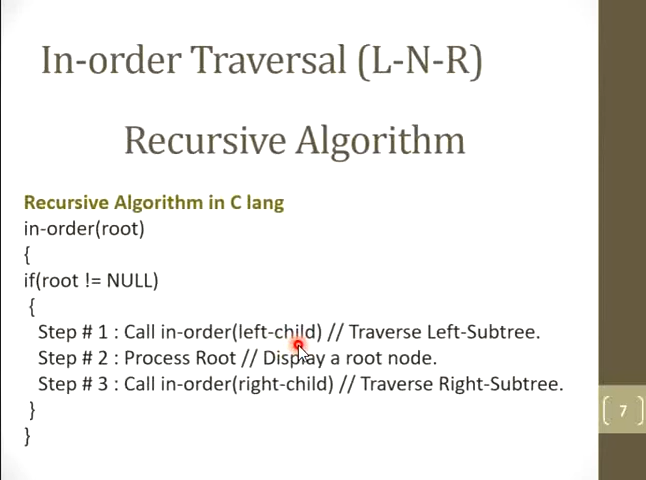 In-order Traversal (L-N-R)
Recursive Algorithm
Recursive Algorithm in C lang
in-order(root)
{
if(root != NULL)
{
Step # 1 : Call in-order(left-child) // Traverse Left-Subtree.
Step # 2 : Process Root // Display a root node.
Step # 3 : Call in-order(right-child) // Traverse Right-Subtree.
}
}
[ 7 ]